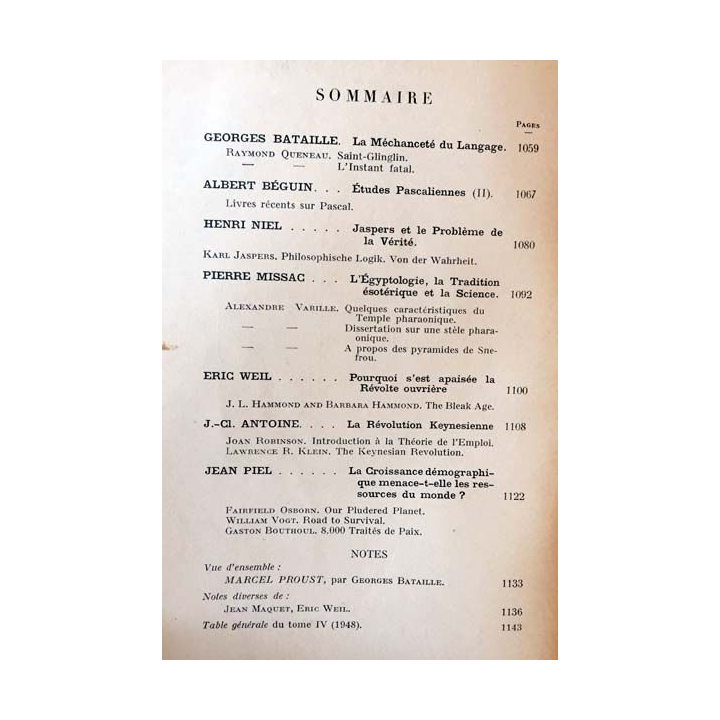 SOMMAIRE
PAGES
GEORGES BATAILLE. La Méchanceté du Langage. 1059
RAYMOND QUENEAU. Saint-Glinglin.
— — L'Instant fatal.
ALBERT BÉGUIN. . . Études Pascaliennes (II). 1067
Livres récents sur Pascal.
HENRI NIEL . . . . . Jaspers et le Problème de
la Vérité. 1080
KARL JASPERS. Philosophische Logik. Von der Wahrheit.
PIERRE MISSAC . . . L'Égyptologie, la Tradition
ésotérique et la Science. 1092
ALEXANDRE VARILLE. Quelques caractéristiques du
Temple pharaonique.
— — Dissertation sur une stèle phara-
onique.
— — A propos des pyramides de Sne-
frou.
ERIC WEIL . . . . . . Pourquoi s'est apaisée la
Révolte ouvrière 1100
J. L. HAMMOND AND BARBARA HAMMOND. The Bleak Age.
J.-Cl. ANTOINE. . . . La Révolution Keynesienne 1108
JOAN ROBINSON. Introduction à la Théorie de l'Emploi.
LAWRENCE R. KLEIN. The Keynesian Revolution.
JEAN PIEL . . . . . . La Croissance démographi-
que menace-t-elle les res-
sources du monde ? 1122
FAIRFIELD OSBORN. Our Pludered Planet.
WILLIAM VOGT. Road to Survival.
GASTON BOUTHOUL. 8.000 Traités de Paix.
NOTES
Vue d'ensemble :
MARCEL PROUST, par GEORGES BATAILLE. 1133
Notes diverses de :
JEAN MAQUET, ERIC WEIL. 1136
Table générale du tome IV (1948). 1143